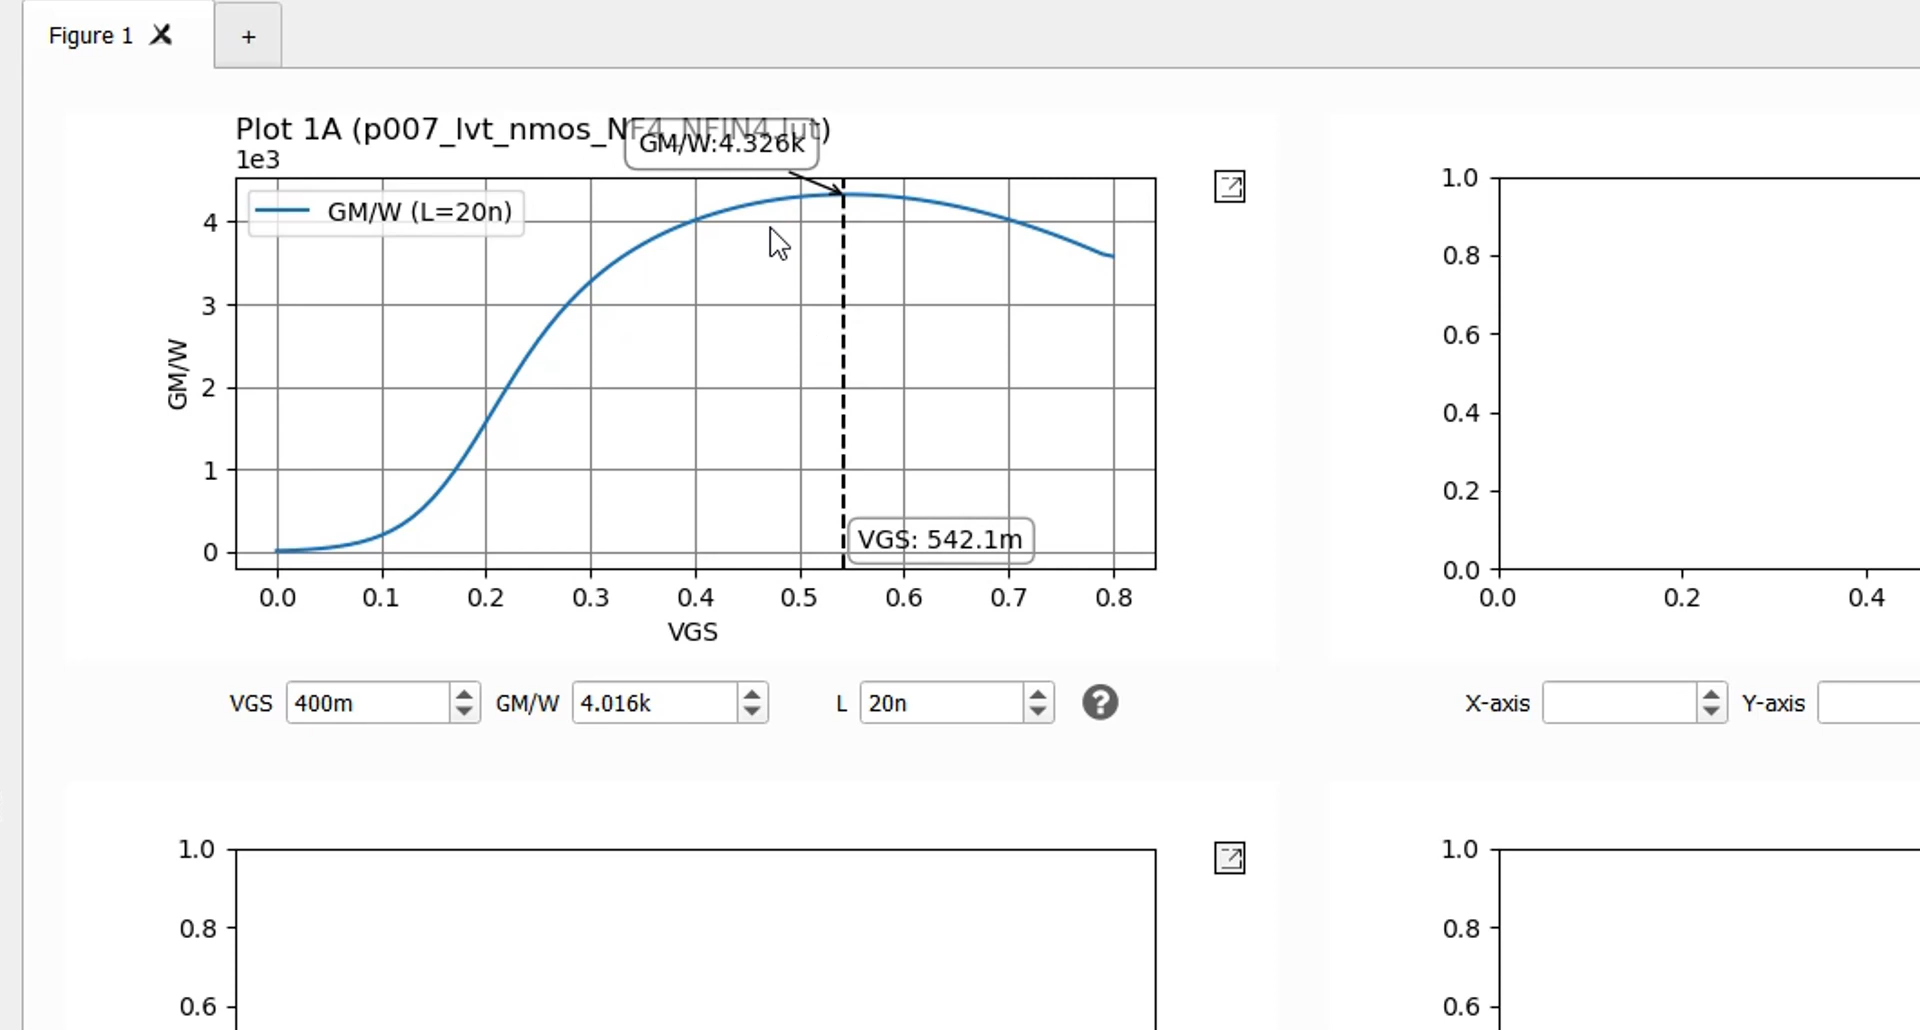 Figure 1
+
Plot 1A (p007_lvt_nmos_NF4_NFIN4.lut)
GM/W:4.326k
1e3
GM/W (L=20n)
4
3
2
1
0
GM/W
VGS: 542.1m
0.0 0.1 0.2 0.3 0.4 0.5 0.6 0.7 0.8
VGS
1.0
0.8
0.6
0.4
0.2
0.0
0.0 0.2 0.4
VGS 400m GM/W 4.016k L 20n ?
X-axis Y-axis
1.0
0.8
0.6
1.0
0.8
0.6